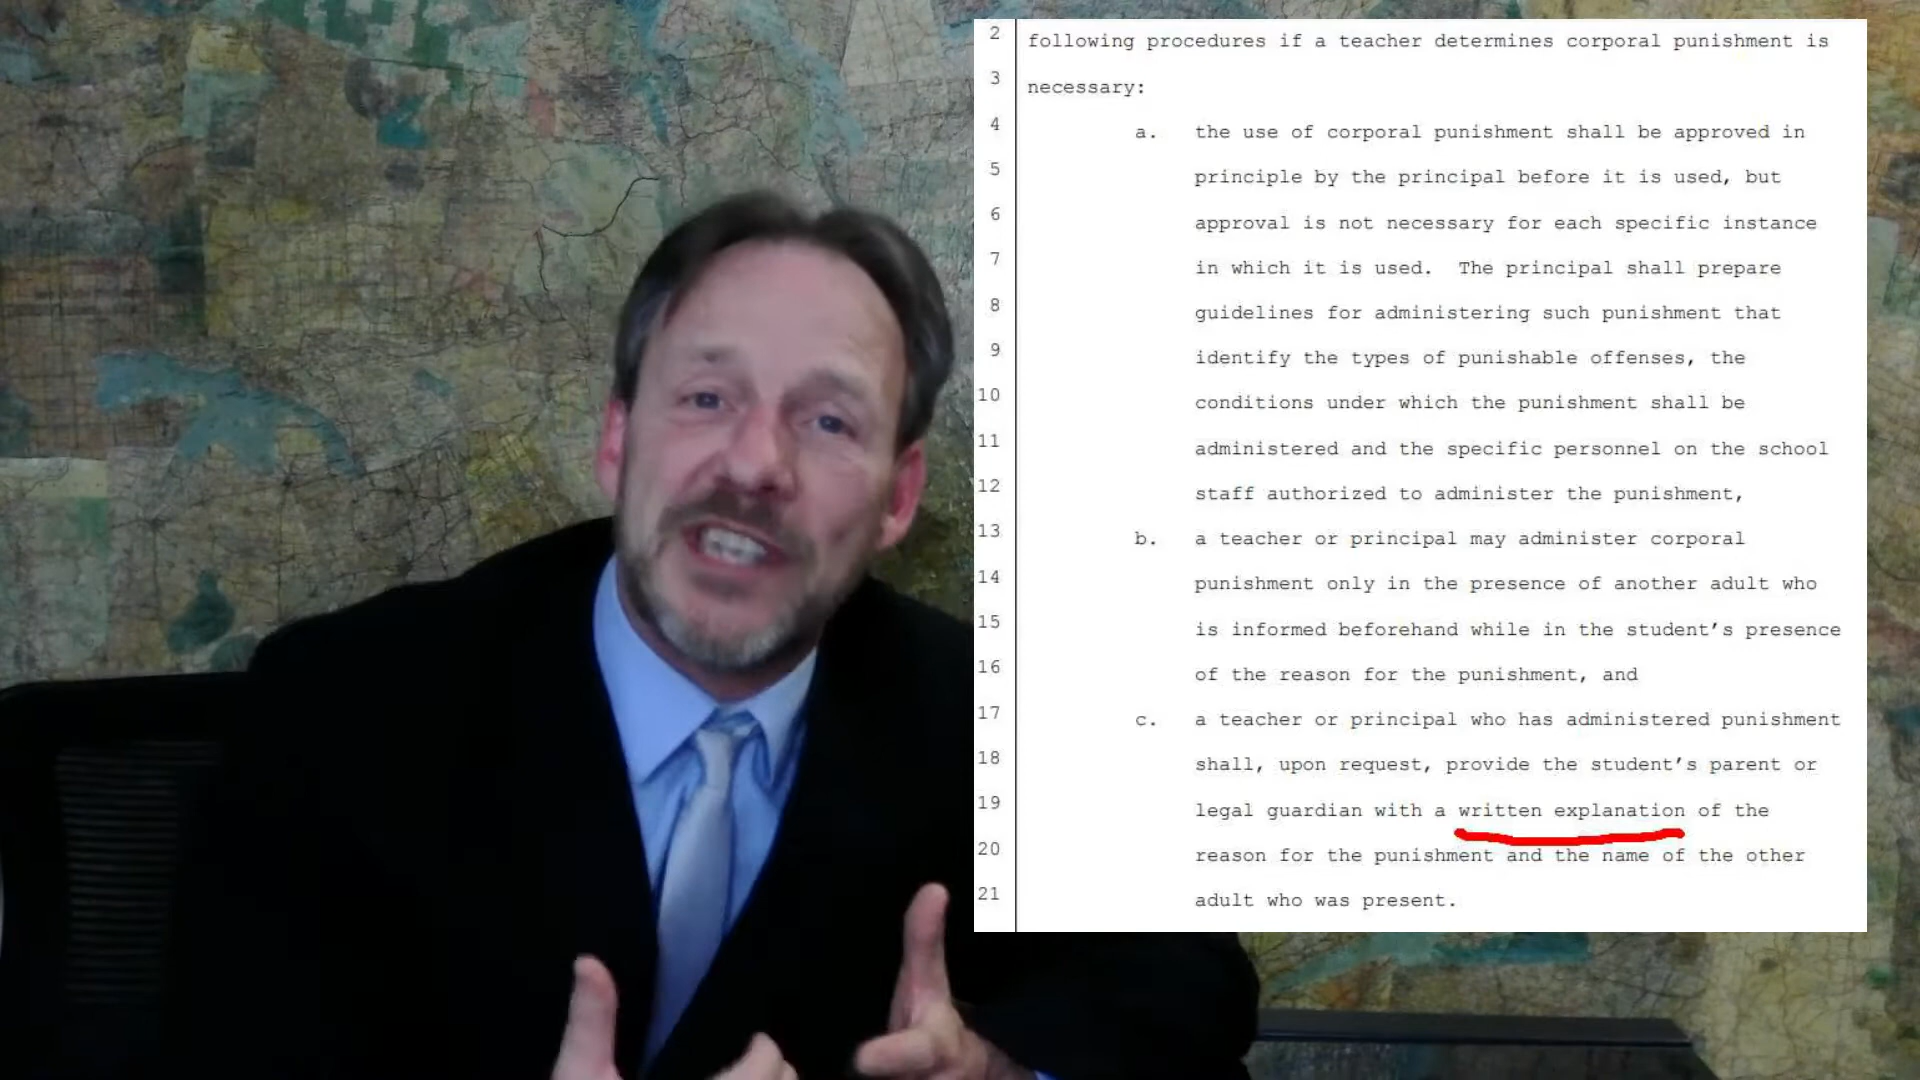 2 following procedures if a teacher determines corporal punishment is
3 necessary:
4 a. the use of corporal punishment shall be approved in
5 principle by the principal before it is used, but
6 approval is not necessary for each specific instance
7 in which it is used. The principal shall prepare
8 guidelines for administering such punishment that
9 identify the types of punishable offenses, the
10 conditions under which the punishment shall be
11 administered and the specific personnel on the school
12 staff authorized to administer the punishment,
13 b. a teacher or principal may administer corporal
14 punishment only in the presence of another adult who
15 is informed beforehand while in the student’s presence
16 of the reason for the punishment, and
17 c. a teacher or principal who has administered punishment
18 shall, upon request, provide the student’s parent or
19 legal guardian with a written explanation of the
20 reason for the punishment and the name of the other
21 adult who was present.